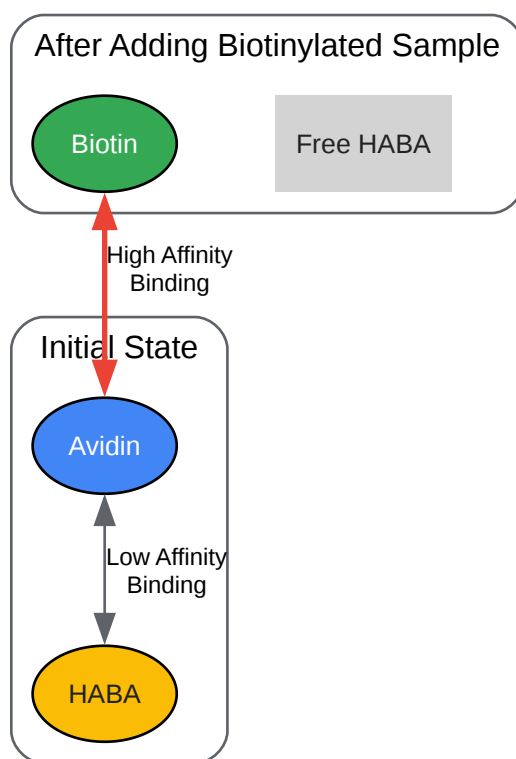 After Adding Biotinylated Sample
Biotin
Free HABA
High Affinity
Binding
Initial State
Avidin
Low Affinity
Binding
HABA